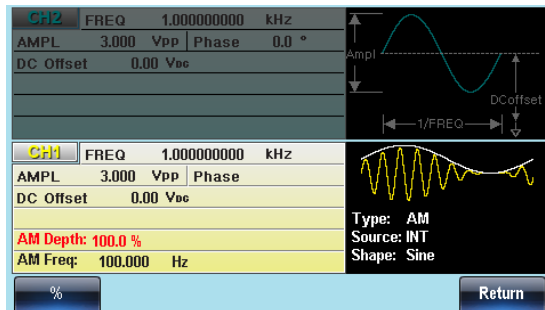 CH2 FREQ 1.000000000 kHz
AMPL 3.000 Vpp Phase 0.0 °
DC Offset 0.00 VDC
Ampl
DCoffset
1/FREQ
CH1 FREQ 1.000000000 kHz
AMPL 3.000 Vpp Phase
DC Offset 0.00 VDC
AM Depth: 100.0 %
AM Freq: 100.000 Hz
Type: AM
Source: INT
Shape: Sine
% Return